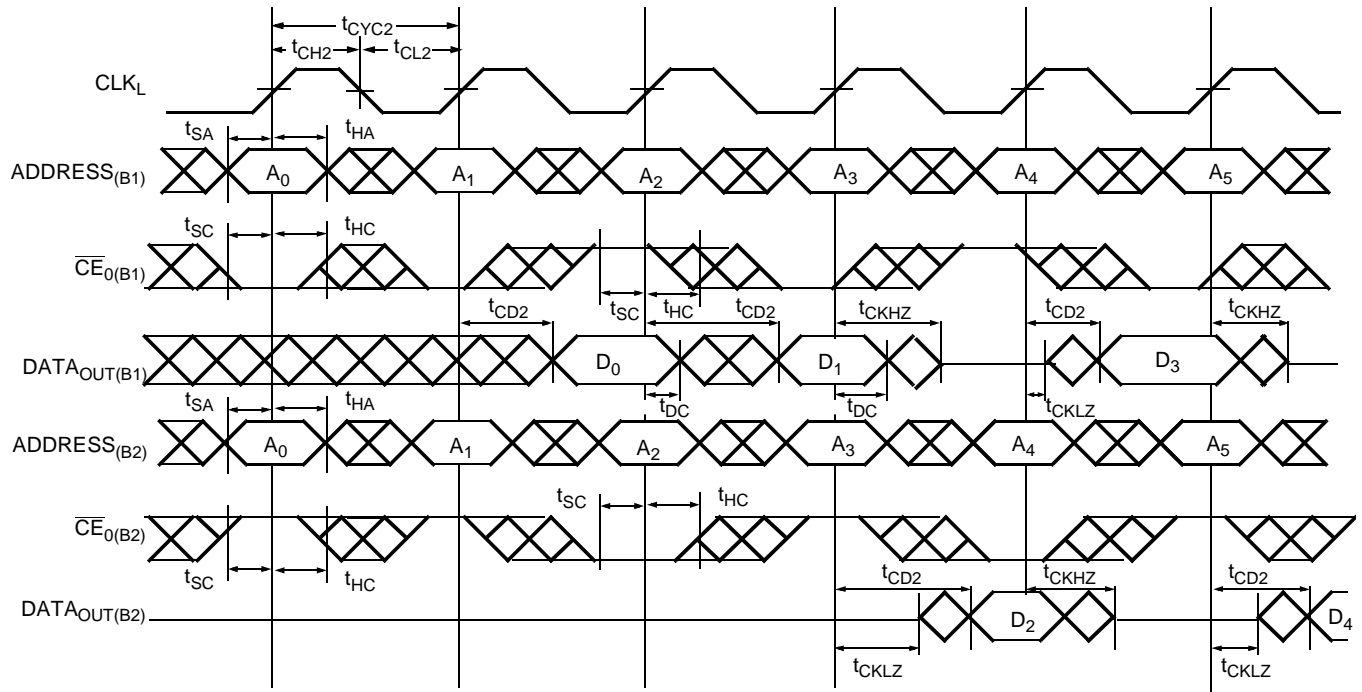 tCYC2
tCH2 tCL2
CLKL
tSA tHA
ADDRESS(B1) A0 A1 A2 A3 A4 A5
tSC tHC
CE0(B1)
tCD2 tSC tHC tCD2 tCKHZ tCD2 tCKHZ
DATAOUT(B1) D0 D1 D3
tSA tHA tDC tDC tCKLZ
ADDRESS(B2) A0 A1 A2 A3 A4 A5
tSC tHC
CE0(B2)
tSC tHC tCD2 tCKHZ tCD2
DATAOUT(B2) D2 D4
tCKLZ tCKLZ